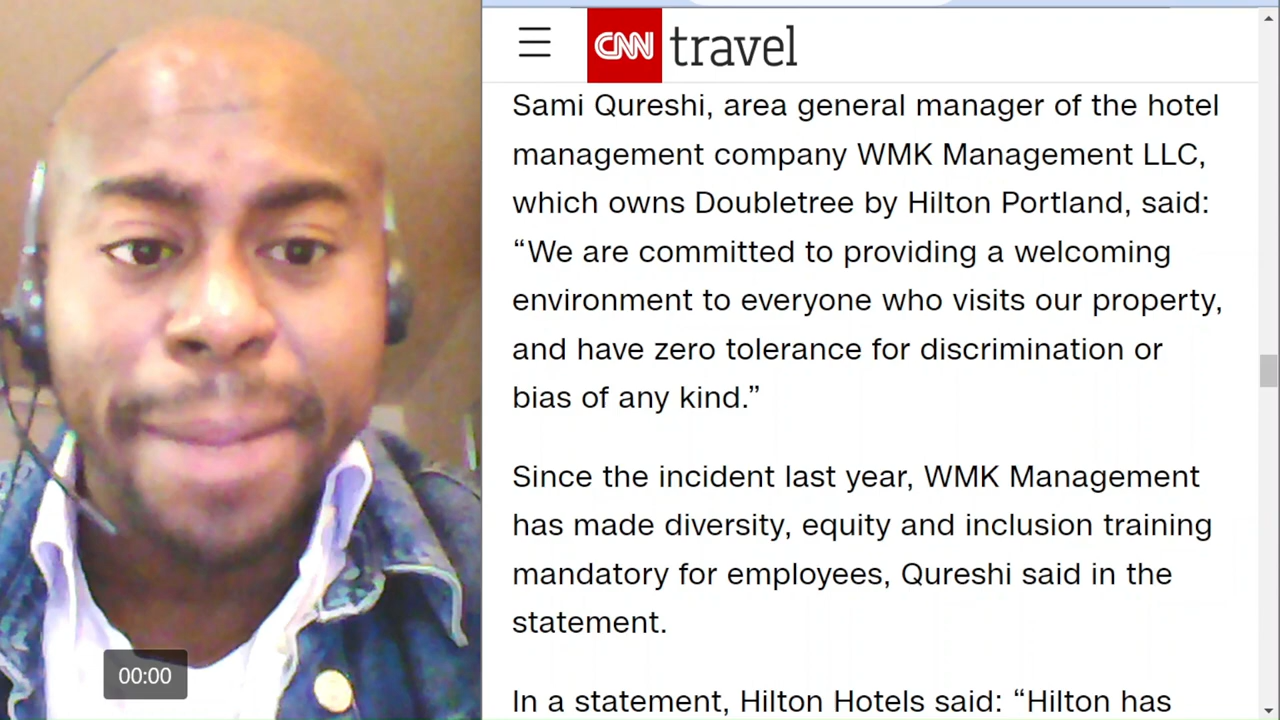 CNN travel
Sami Qureshi, area general manager of the hotel
management company WMK Management LLC,
which owns Doubletree by Hilton Portland, said:
“We are committed to providing a welcoming
environment to everyone who visits our property,
and have zero tolerance for discrimination or
bias of any kind.”
Since the incident last year, WMK Management
has made diversity, equity and inclusion training
mandatory for employees, Qureshi said in the
statement.
In a statement, Hilton Hotels said: “Hilton has
00:00